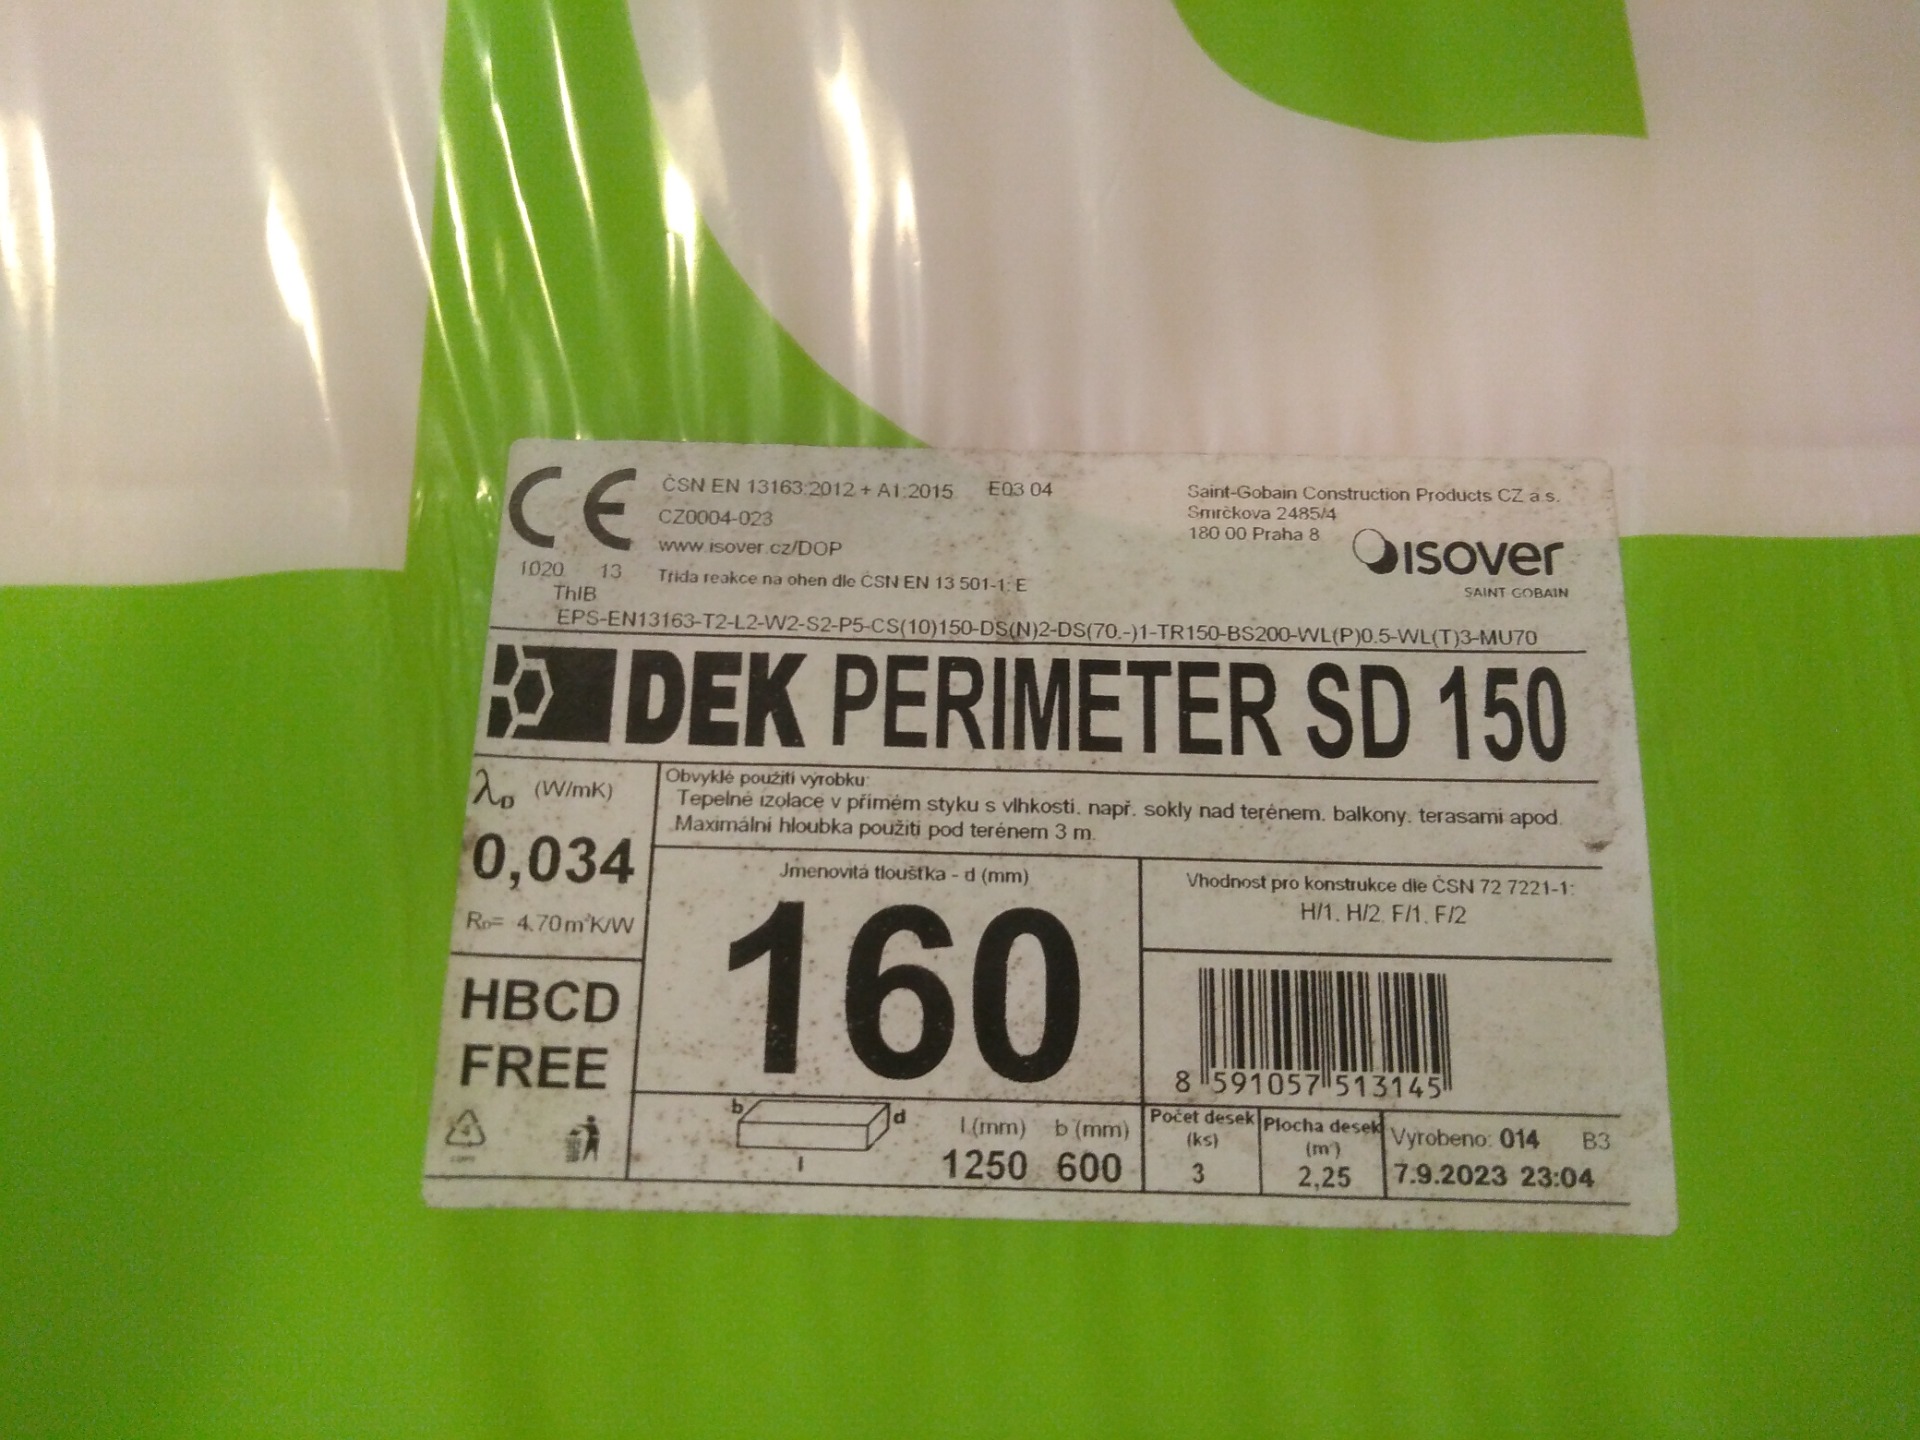 CE
ČSN EN 13163:2012 + A1:2015 E03 04
CZ0004-023
www.isover.cz/DOP
1020 13
Třída reakce na oheň dle ČSN EN 13 501-1: E
ThIB
Saint-Gobain Construction Products CZ a.s.
Smrčkova 2485/4
180 00 Praha 8
isover
SAINT-GOBAIN
EPS-EN13163-T2-L2-W2-S2-P5-CS(10)150-DS(N)2-DS(70.-)1-TR150-BS200-WL(P)0.5-WL(T)3-MU70
DEK PERIMETER SD 150
λD (W/mK)
0,034
RD= 4.70m²K/W
HBCD
FREE
Obvyklé použití výrobku:
Tepelné izolace v přímém styku s vlhkosti, např. sokly nad terénem, balkony, terasami apod.
Maximální hloubka použití pod terénem 3 m.
Jmenovitá tloušťka - d (mm)
160
Vhodnost pro konstrukce dle ČSN 72 7221-1:
H/1, H/2, F/1, F/2
8 591057 513145
b d l
l (mm) b (mm)
1250 600
Počet desek
(ks)
3
Plocha desek
(m²)
2,25
Vyrobeno: 014 B3
7.9.2023 23:04